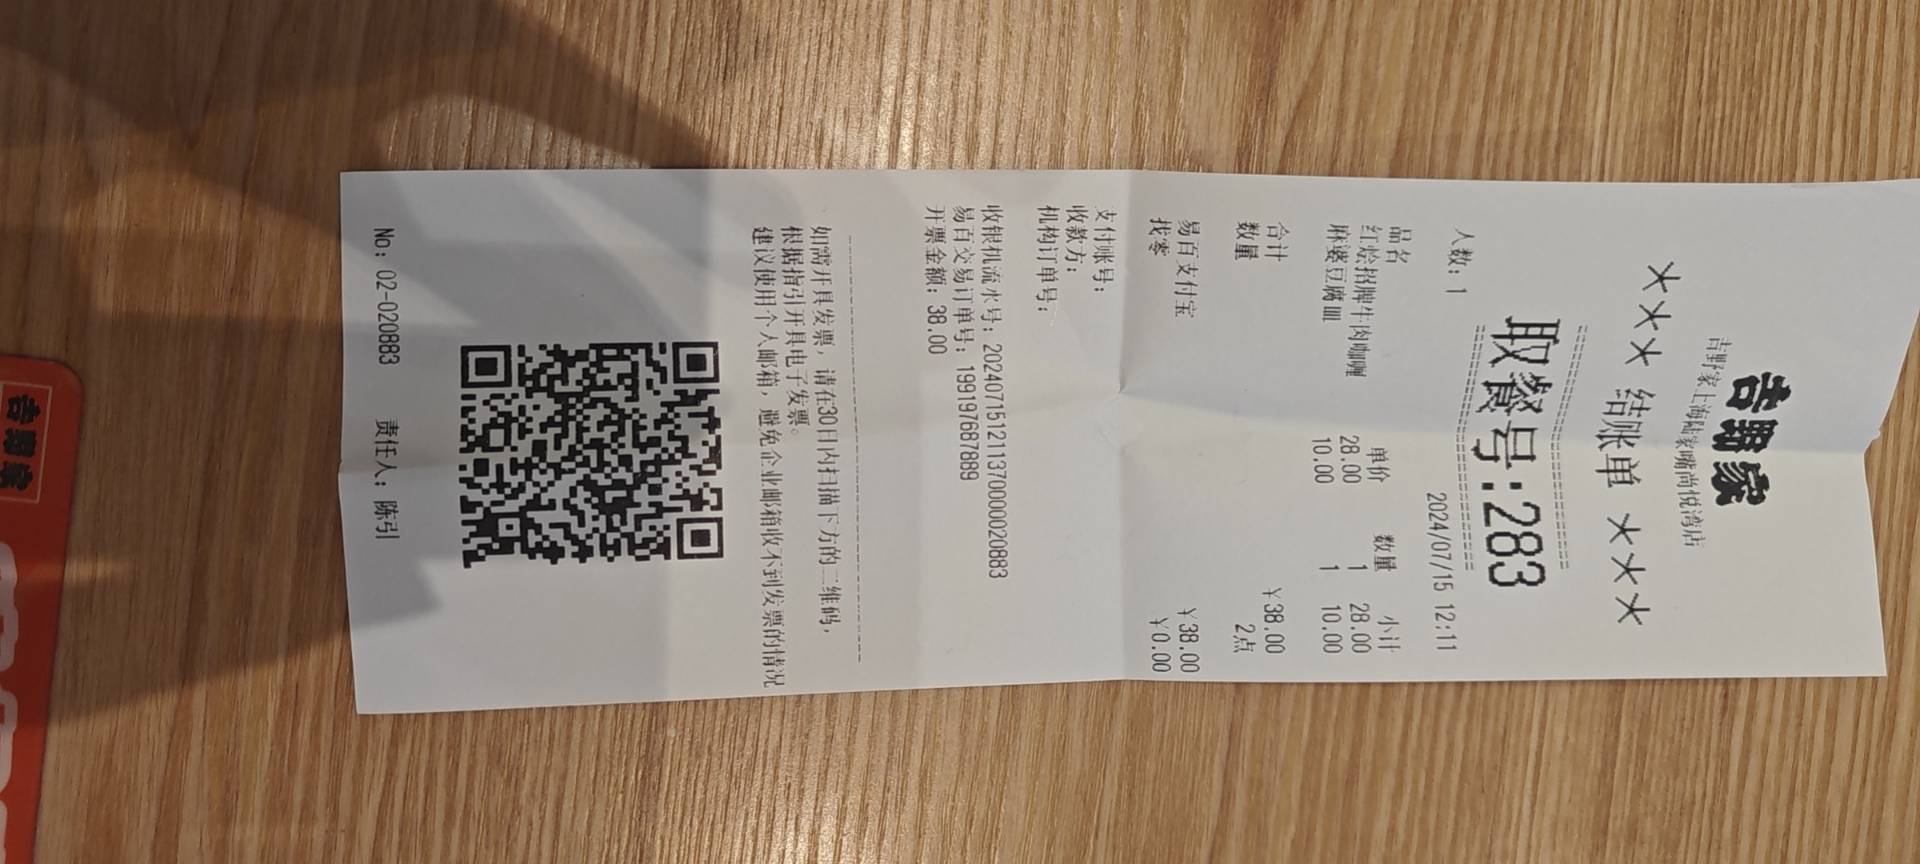 吉野家
吉野家上海陆家嘴尚悦湾店
*** 结账单 ***
取餐号:283
人数: 1 2024/07/15 12:11
品名 单价 数量 小计
红烩招牌牛肉咖喱 28.00 1 28.00
麻婆豆腐皿 10.00 1 10.00
合计 ¥38.00
数量 2点
易百支付宝 ¥38.00
找零 ¥0.00
支付账号:
收款方:
机构订单号:
收银机流水号: 2024071512113700000020883
易百交易订单号: 19919768788​9
开票金额: 38.00
如需开具发票, 请在30日内扫描下方的二维码,
根据指引开具电子发票。
建议使用个人邮箱, 避免企业邮箱收不到发票的情况
No: 02-020883 责任人: 陈引
吉野家